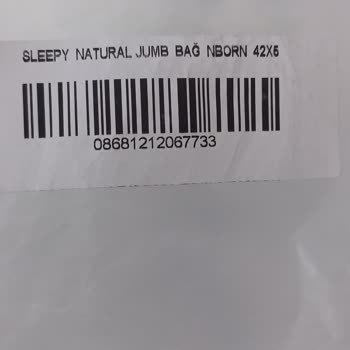 SLEEPY NATURAL JUMB BAĞ NBORN 42X5
08681212067733